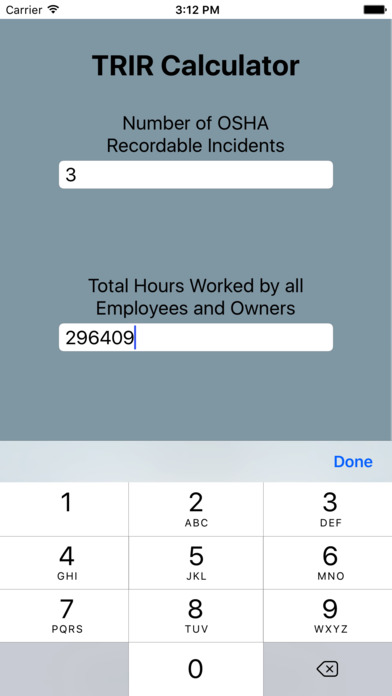 Carrier 3:12 PM
TRIR Calculator
Number of OSHA
Recordable Incidents
3
Total Hours Worked by all
Employees and Owners
296409
Done
1 2 3
ABC DEF
4 5 6
GHI JKL MNO
7 8 9
PQRS TUV WXYZ
0